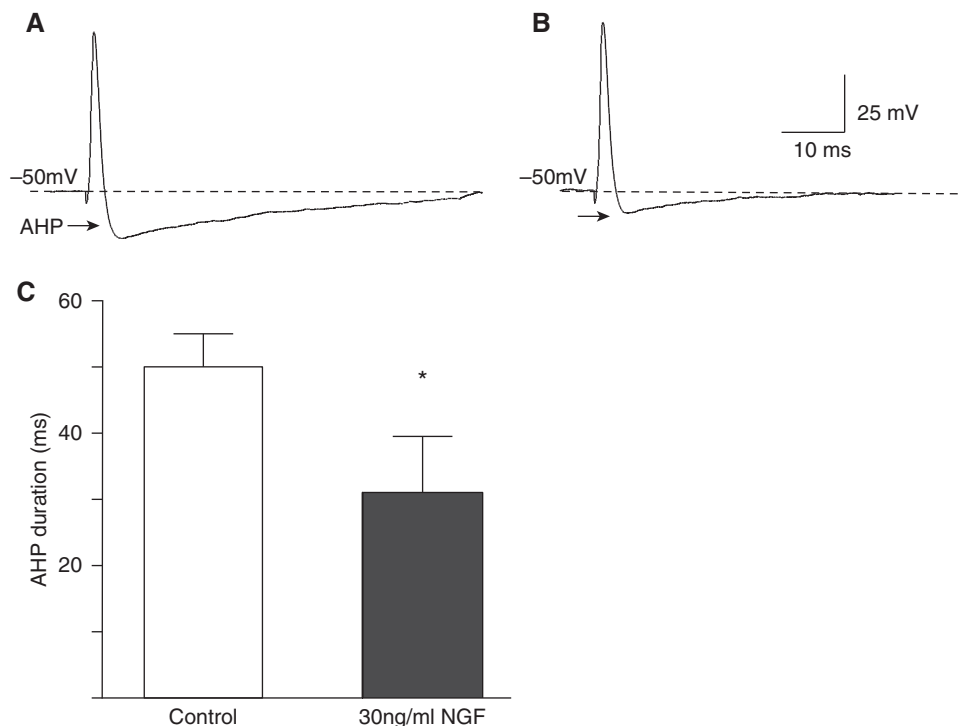 A
B
25 mV
10 ms
–50mV
–50mV
AHP
C
60
40
20
AHP duration (ms)
*
Control
30ng/ml NGF